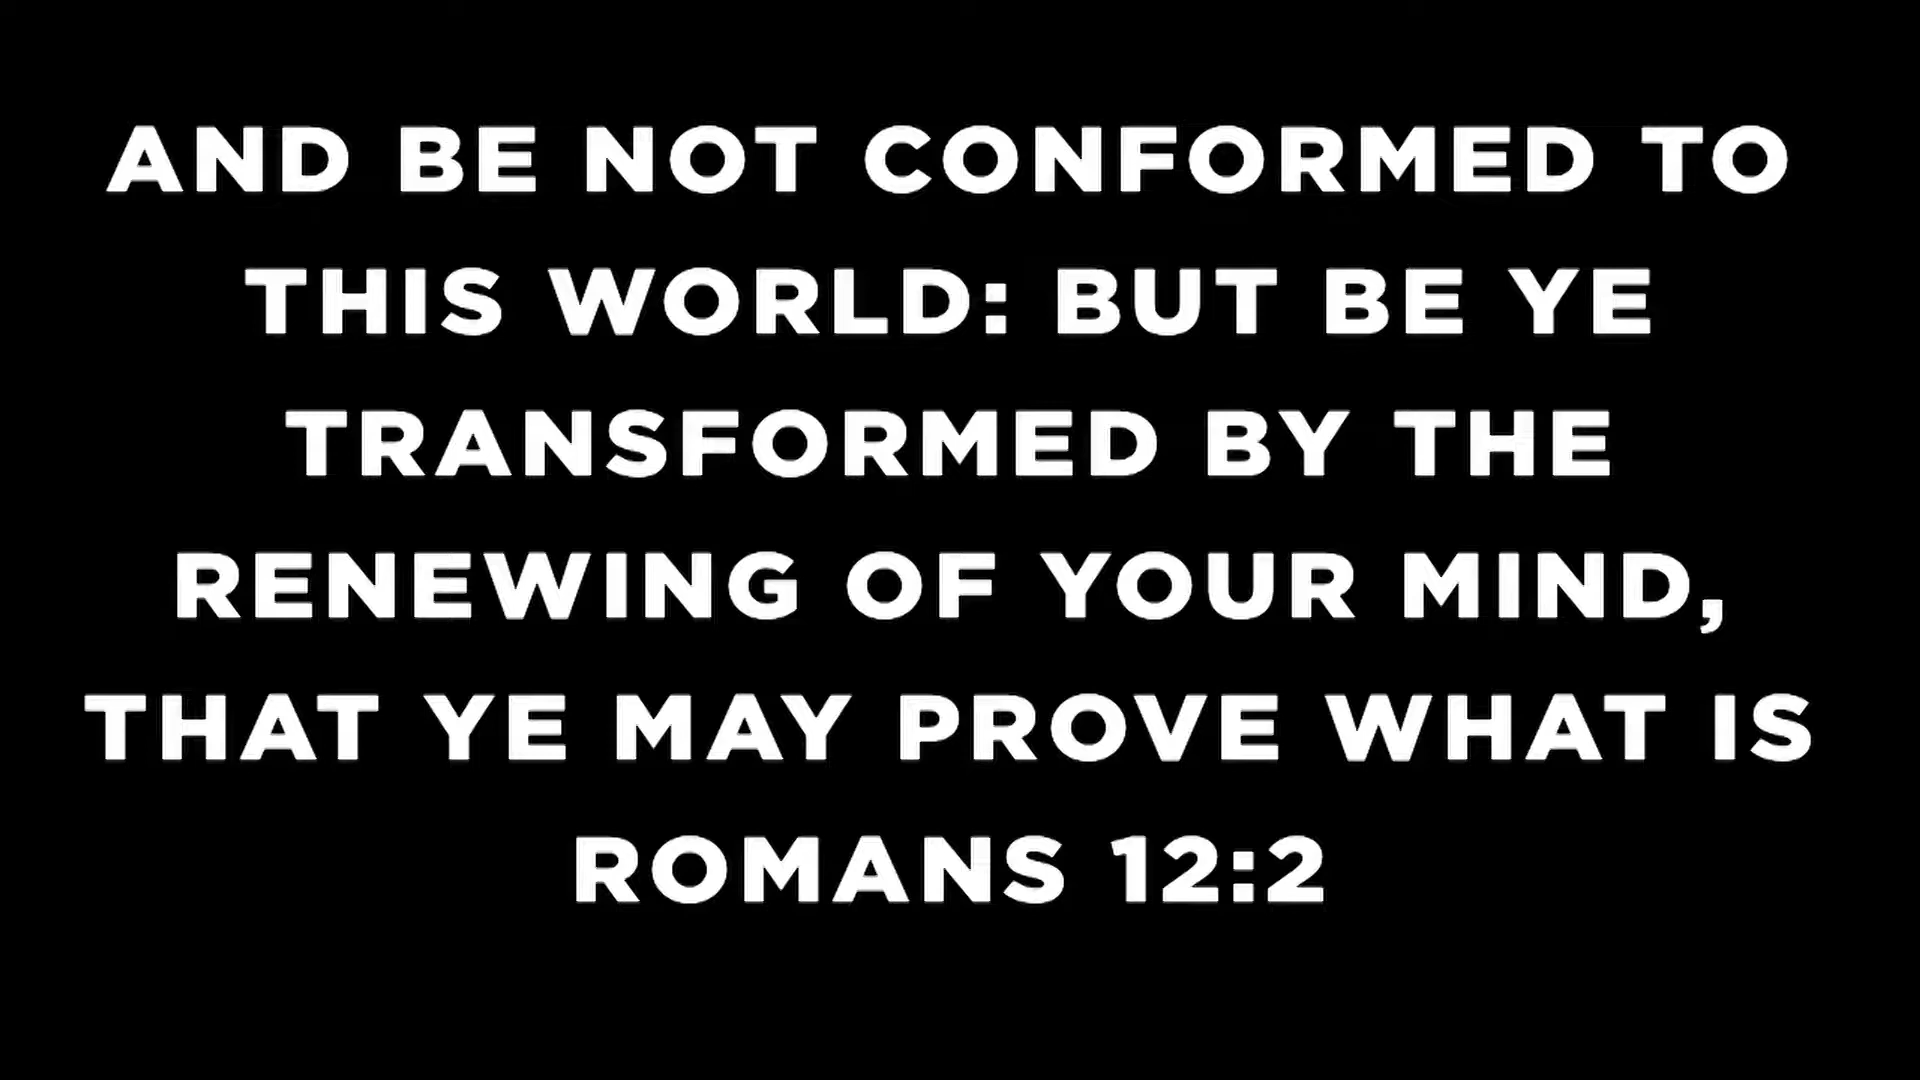 AND BE NOT CONFORMED TO
THIS WORLD: BUT BE YE
TRANSFORMED BY THE
RENEWING OF YOUR MIND,
THAT YE MAY PROVE WHAT IS
ROMANS 12:2